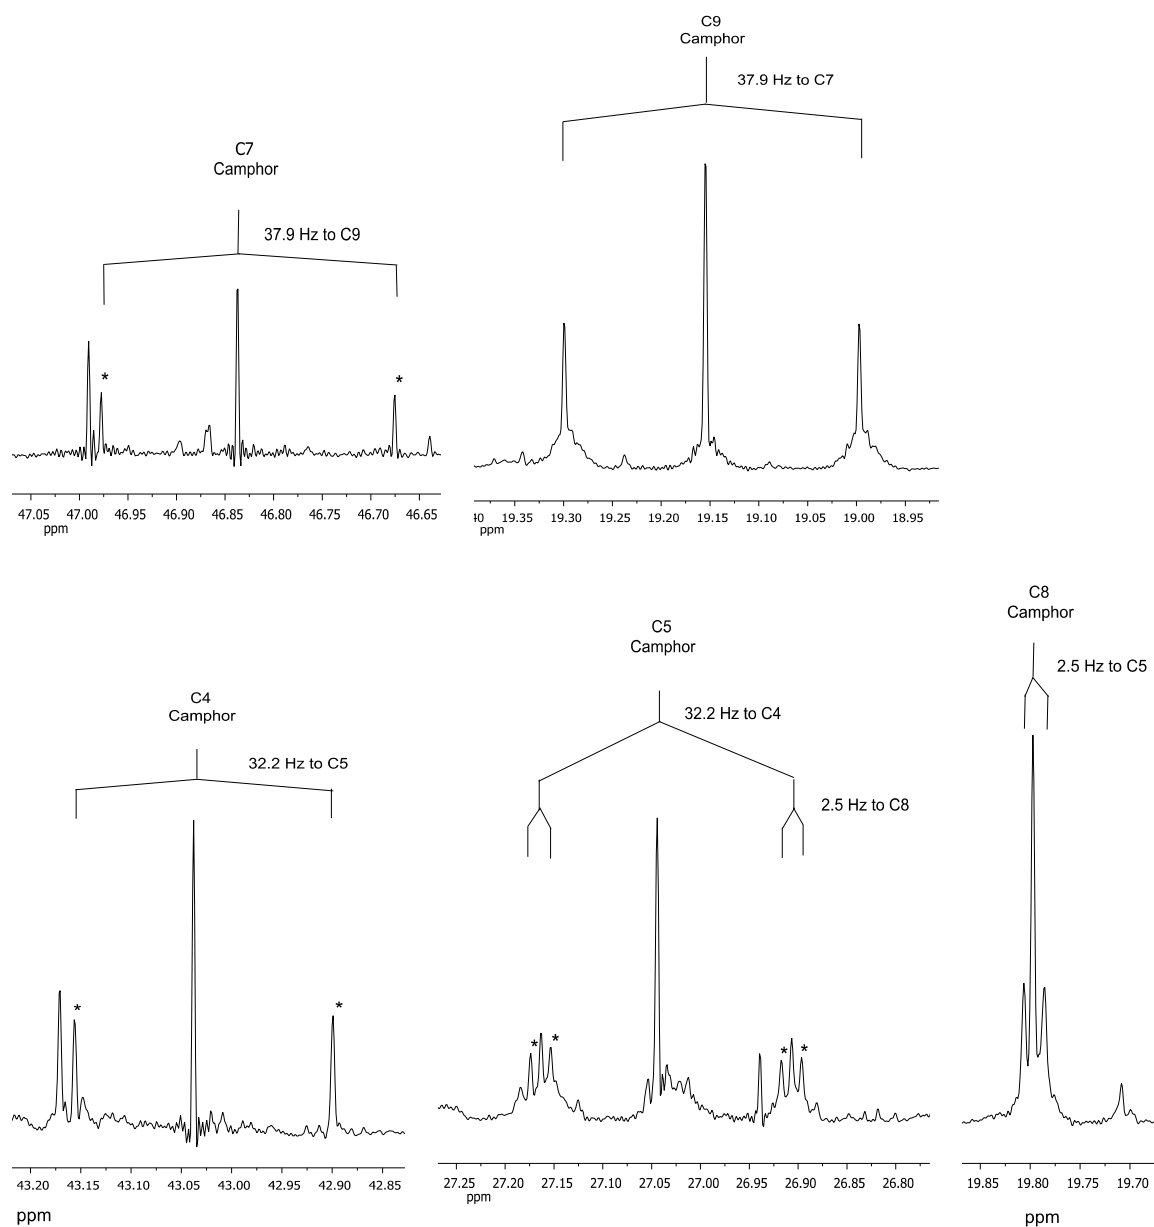 C9
Camphor
37.9 Hz to C7
C7
Camphor
37.9 Hz to C9
*
*
47.05 47.00 46.95 46.90 46.85 46.80 46.75 46.70 46.65
ppm
40 19.35 19.30 19.25 19.20 19.15 19.10 19.05 19.00 18.95
ppm
C8
Camphor
2.5 Hz to C5
C5
Camphor
32.2 Hz to C4
2.5 Hz to C8
C4
Camphor
32.2 Hz to C5
*
*
*
*
*
*
43.20 43.15 43.10 43.05 43.00 42.95 42.90 42.85
ppm
27.25 27.20 27.15 27.10 27.05 27.00 26.95 26.90 26.85 26.80
ppm
19.85 19.80 19.75 19.70
ppm